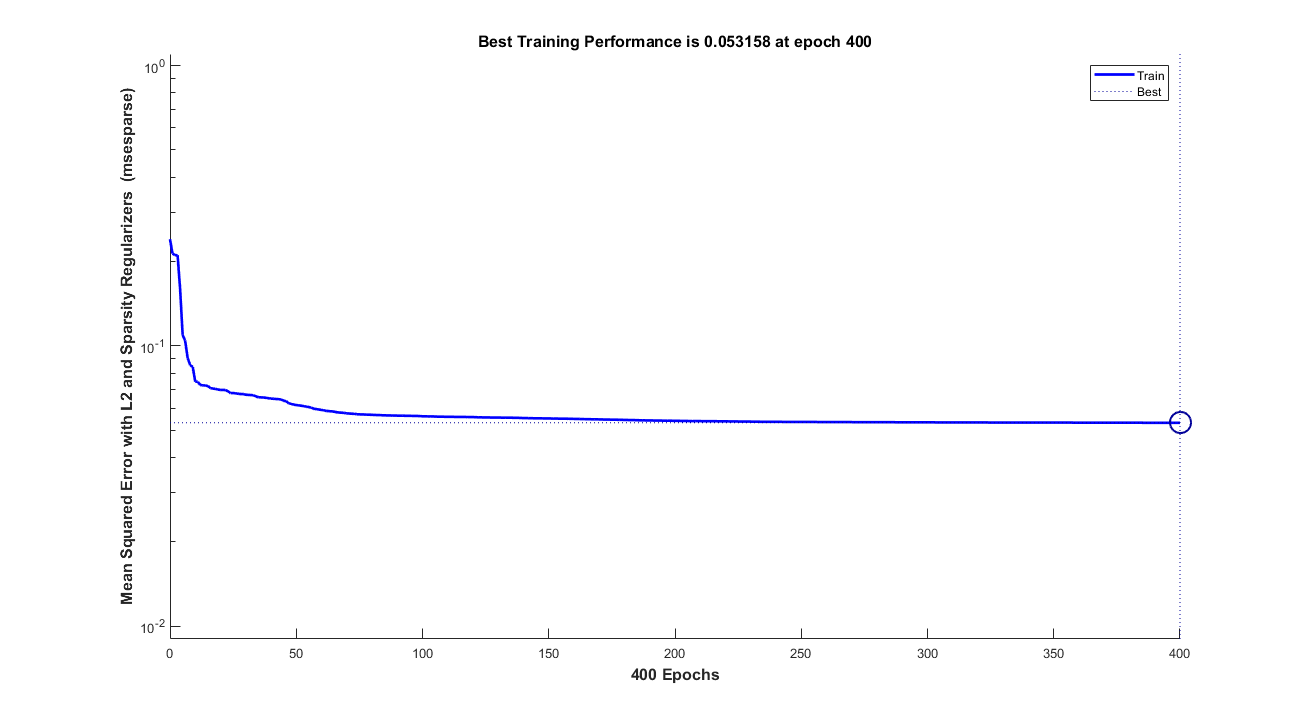 Best Training Performance is 0.053158 at epoch 400
Mean Squared Error with L2 and Sparsity Regularizers  (msesparse)
10^0
10^-1
10^-2
Train
Best
0 50 100 150 200 250 300 350 400
400 Epochs